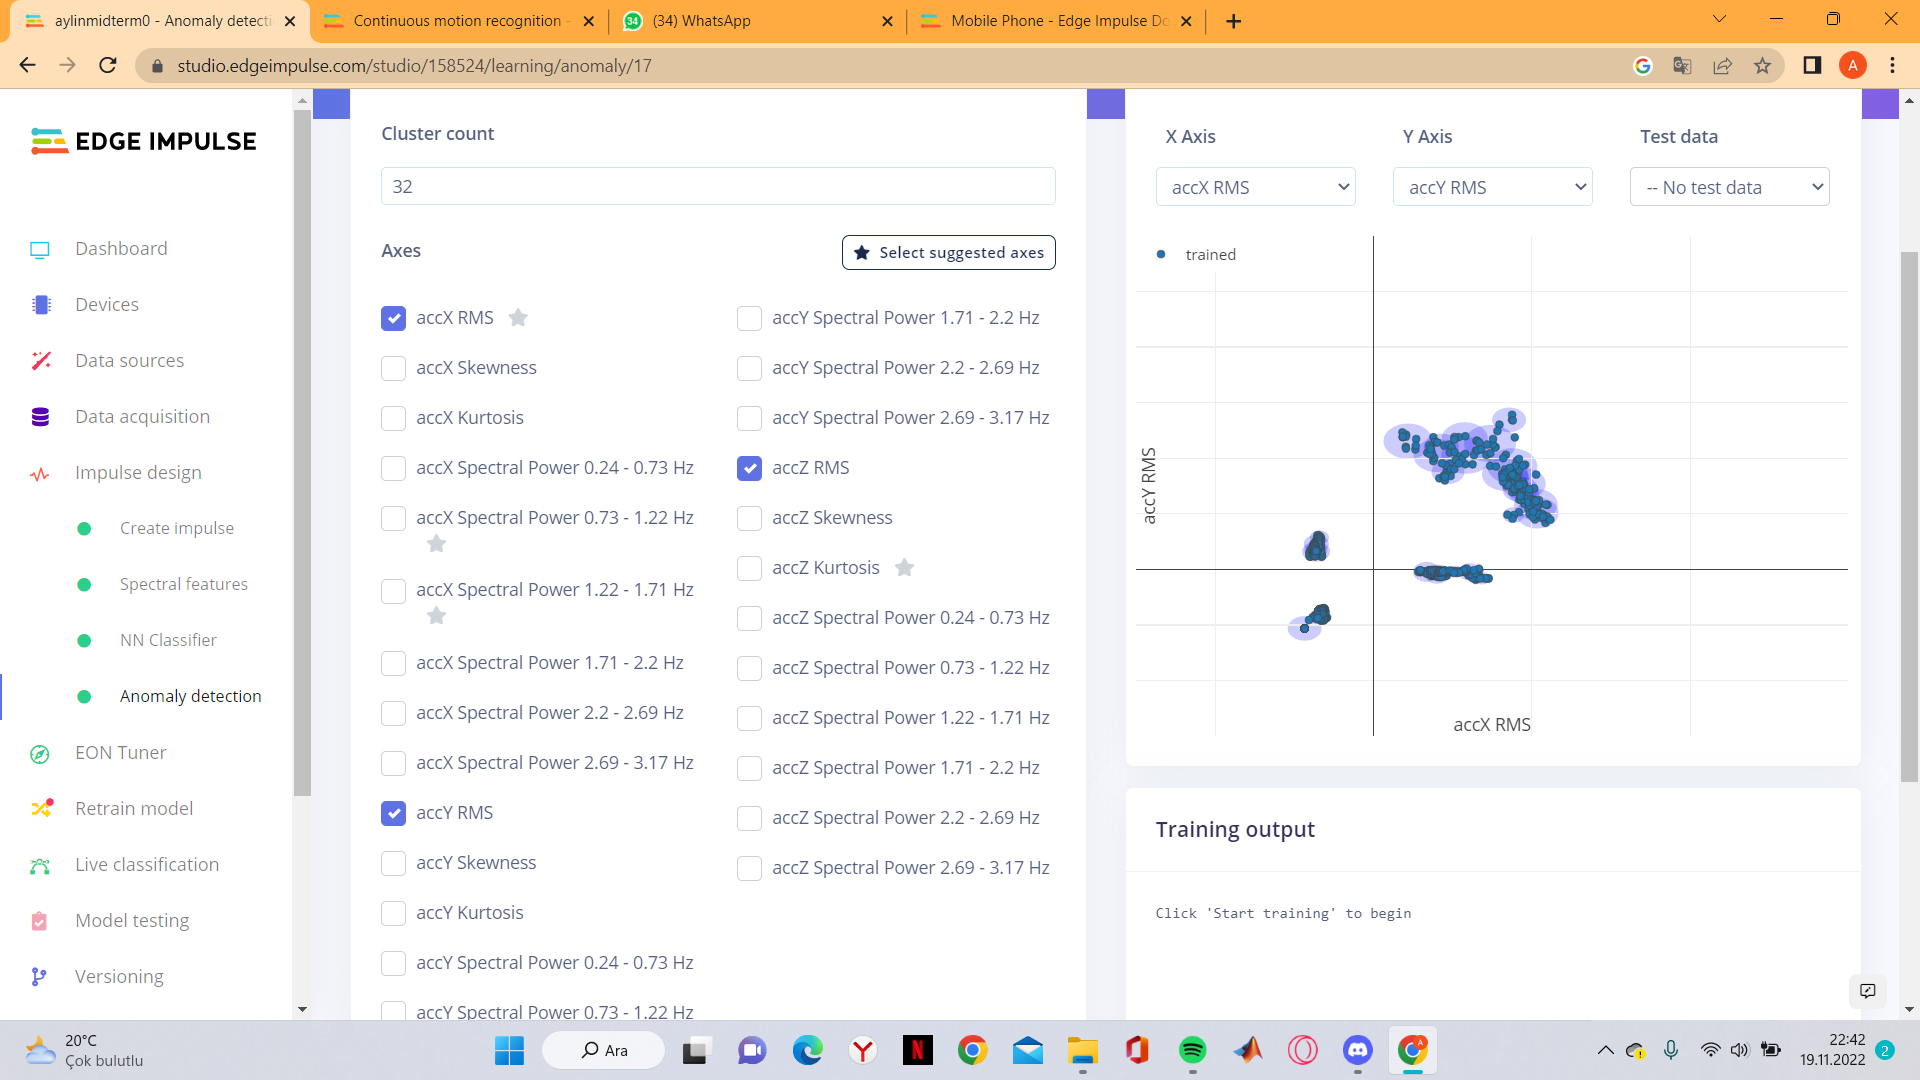 aylinmidterm0 - Anomaly detecti
Continuous motion recognition -
34
(34) WhatsApp
Mobile Phone - Edge Impulse Do
studio.edgeimpulse.com/studio/158524/learning/anomaly/17
A
EDGE IMPULSE
Dashboard
Devices
Data sources
Data acquisition
Impulse design
Create impulse
Spectral features
NN Classifier
Anomaly detection
EON Tuner
Retrain model
Live classification
Model testing
Versioning
Cluster count
32
Axes
Select suggested axes
accX RMS
accX Skewness
accX Kurtosis
accX Spectral Power 0.24 - 0.73 Hz
accX Spectral Power 0.73 - 1.22 Hz
accX Spectral Power 1.22 - 1.71 Hz
accX Spectral Power 1.71 - 2.2 Hz
accX Spectral Power 2.2 - 2.69 Hz
accX Spectral Power 2.69 - 3.17 Hz
accY RMS
accY Skewness
accY Kurtosis
accY Spectral Power 0.24 - 0.73 Hz
accY Spectral Power 0.73 - 1.22 Hz
accY Spectral Power 1.71 - 2.2 Hz
accY Spectral Power 2.2 - 2.69 Hz
accY Spectral Power 2.69 - 3.17 Hz
accZ RMS
accZ Skewness
accZ Kurtosis
accZ Spectral Power 0.24 - 0.73 Hz
accZ Spectral Power 0.73 - 1.22 Hz
accZ Spectral Power 1.22 - 1.71 Hz
accZ Spectral Power 1.71 - 2.2 Hz
accZ Spectral Power 2.2 - 2.69 Hz
accZ Spectral Power 2.69 - 3.17 Hz
X Axis
Y Axis
Test data
accX RMS
accY RMS
-- No test data
trained
accY RMS
accX RMS
Training output
Click 'Start training' to begin
20°C
Çok bulutlu
Ara
22:42
19.11.2022
2